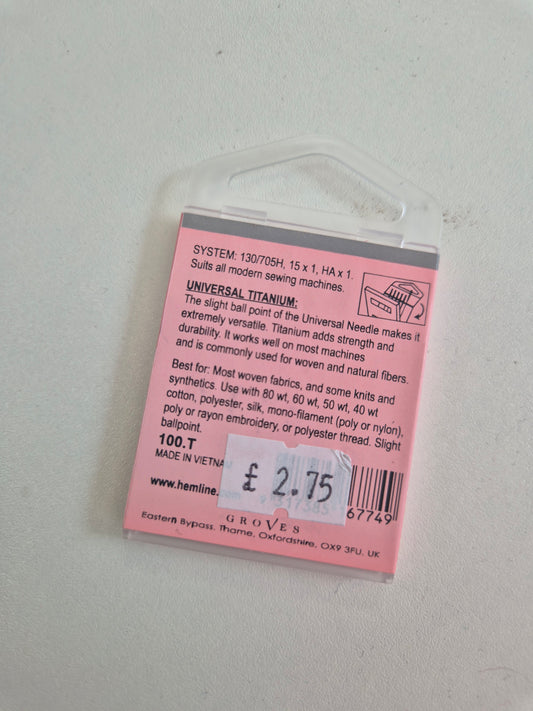 SYSTEM: 130/705H, 15 x 1, HA x 1.
Suits all modern sewing machines.
UNIVERSAL TITANIUM:
The slight ball point of the Universal Needle makes it
extremely versatile. Titanium adds strength and
durability. It works well on most machines
and is commonly used for woven and natural fibers.
Best for: Most woven fabrics, and some knits and
synthetics. Use with 80 wt, 60 wt, 50 wt, 40 wt
cotton, polyester, silk, mono-filament (poly or nylon),
poly or rayon embroidery, or polyester thread. Slight
ballpoint.
100.T
MADE IN VIETNA
£ 2.75
www.hemline.
67749
GROVES
Eastern Bypass, Thame, Oxfordshire, OX9 3FU. UK